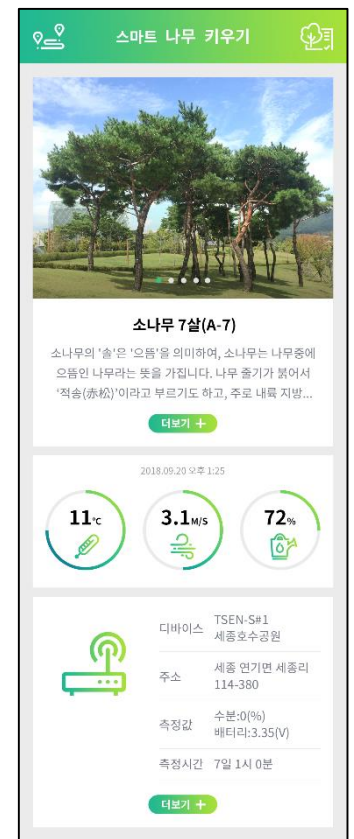 스마트 나무 키우기
소나무 7살(A-7)
소나무의 '솔'은 '으뜸'을 의미하여, 소나무는 나무중에
으뜸인 나무라는 뜻을 가집니다. 나무 줄기가 붉어서
'적송(赤松)'이라고 부르기도 하고, 주로 내륙 지방...
더보기 +
2018.09.20 오후 1:25
11℃ 3.1M/S 72%
디바이스 TSEN-S#1
세종호수공원
주소 세종 연기면 세종리
114-380
측정값 수분:0(%)
배터리:3.35(V)
측정시간 7일 1시 0분
더보기 +